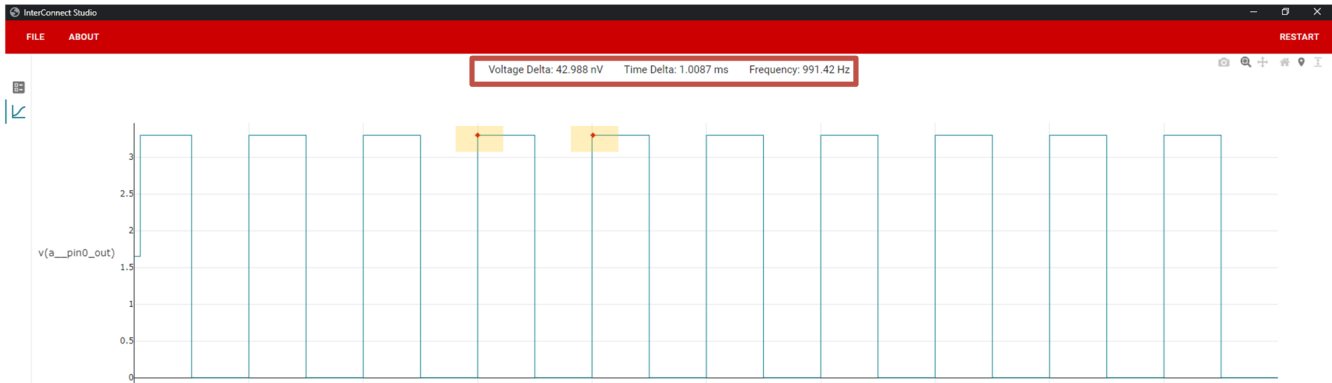 InterConnect Studio
FILE ABOUT RESTART
Voltage Delta: 42.988 nV Time Delta: 1.0087 ms Frequency: 991.42 Hz
3
2.5
2
v(a__pin0_out)
1.5
1
0.5
0